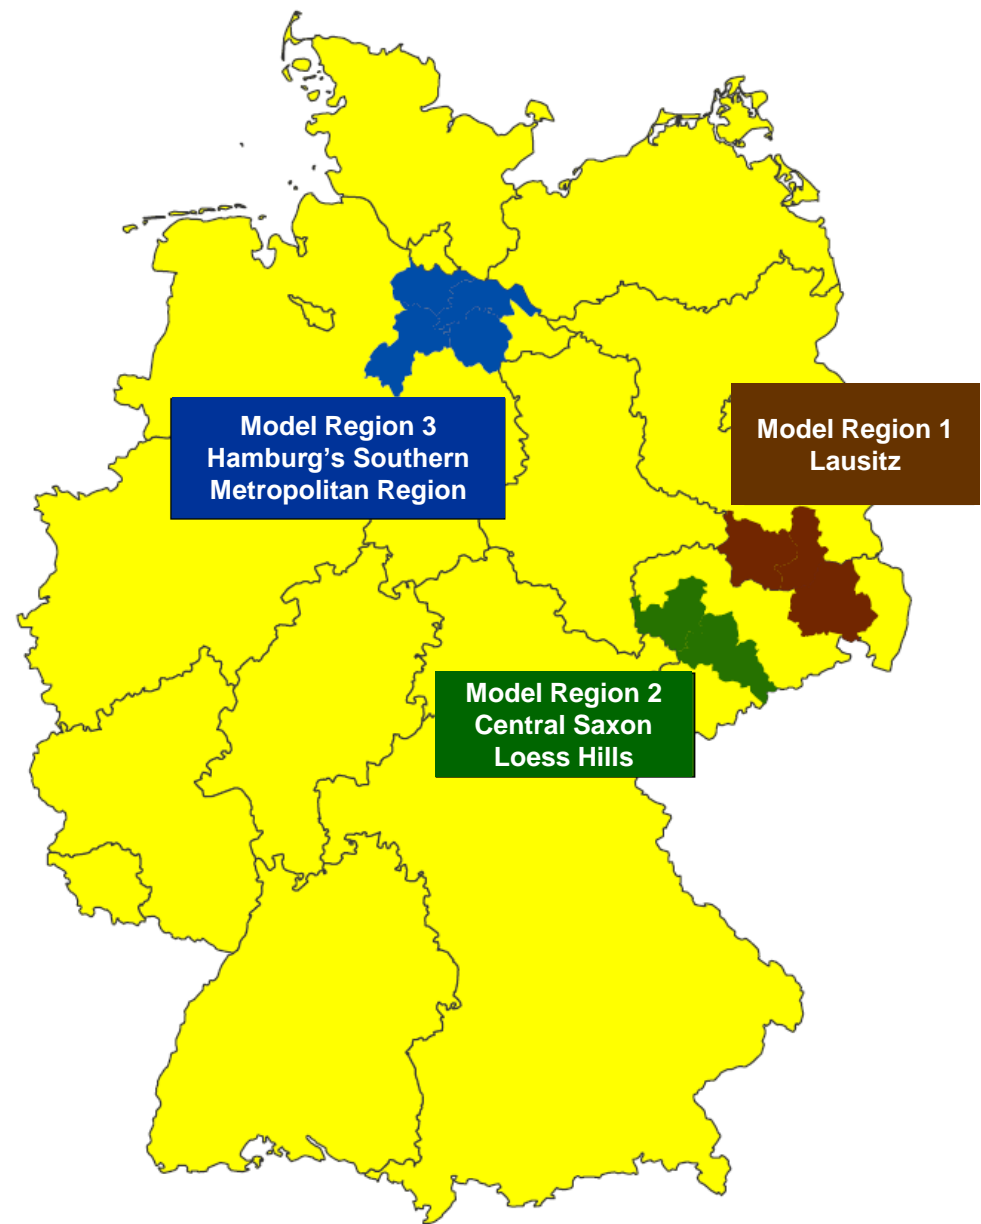 Model Region 3
Hamburg’s Southern
Metropolitan Region
Model Region 1
Lausitz
Model Region 2
Central Saxon
Loess Hills